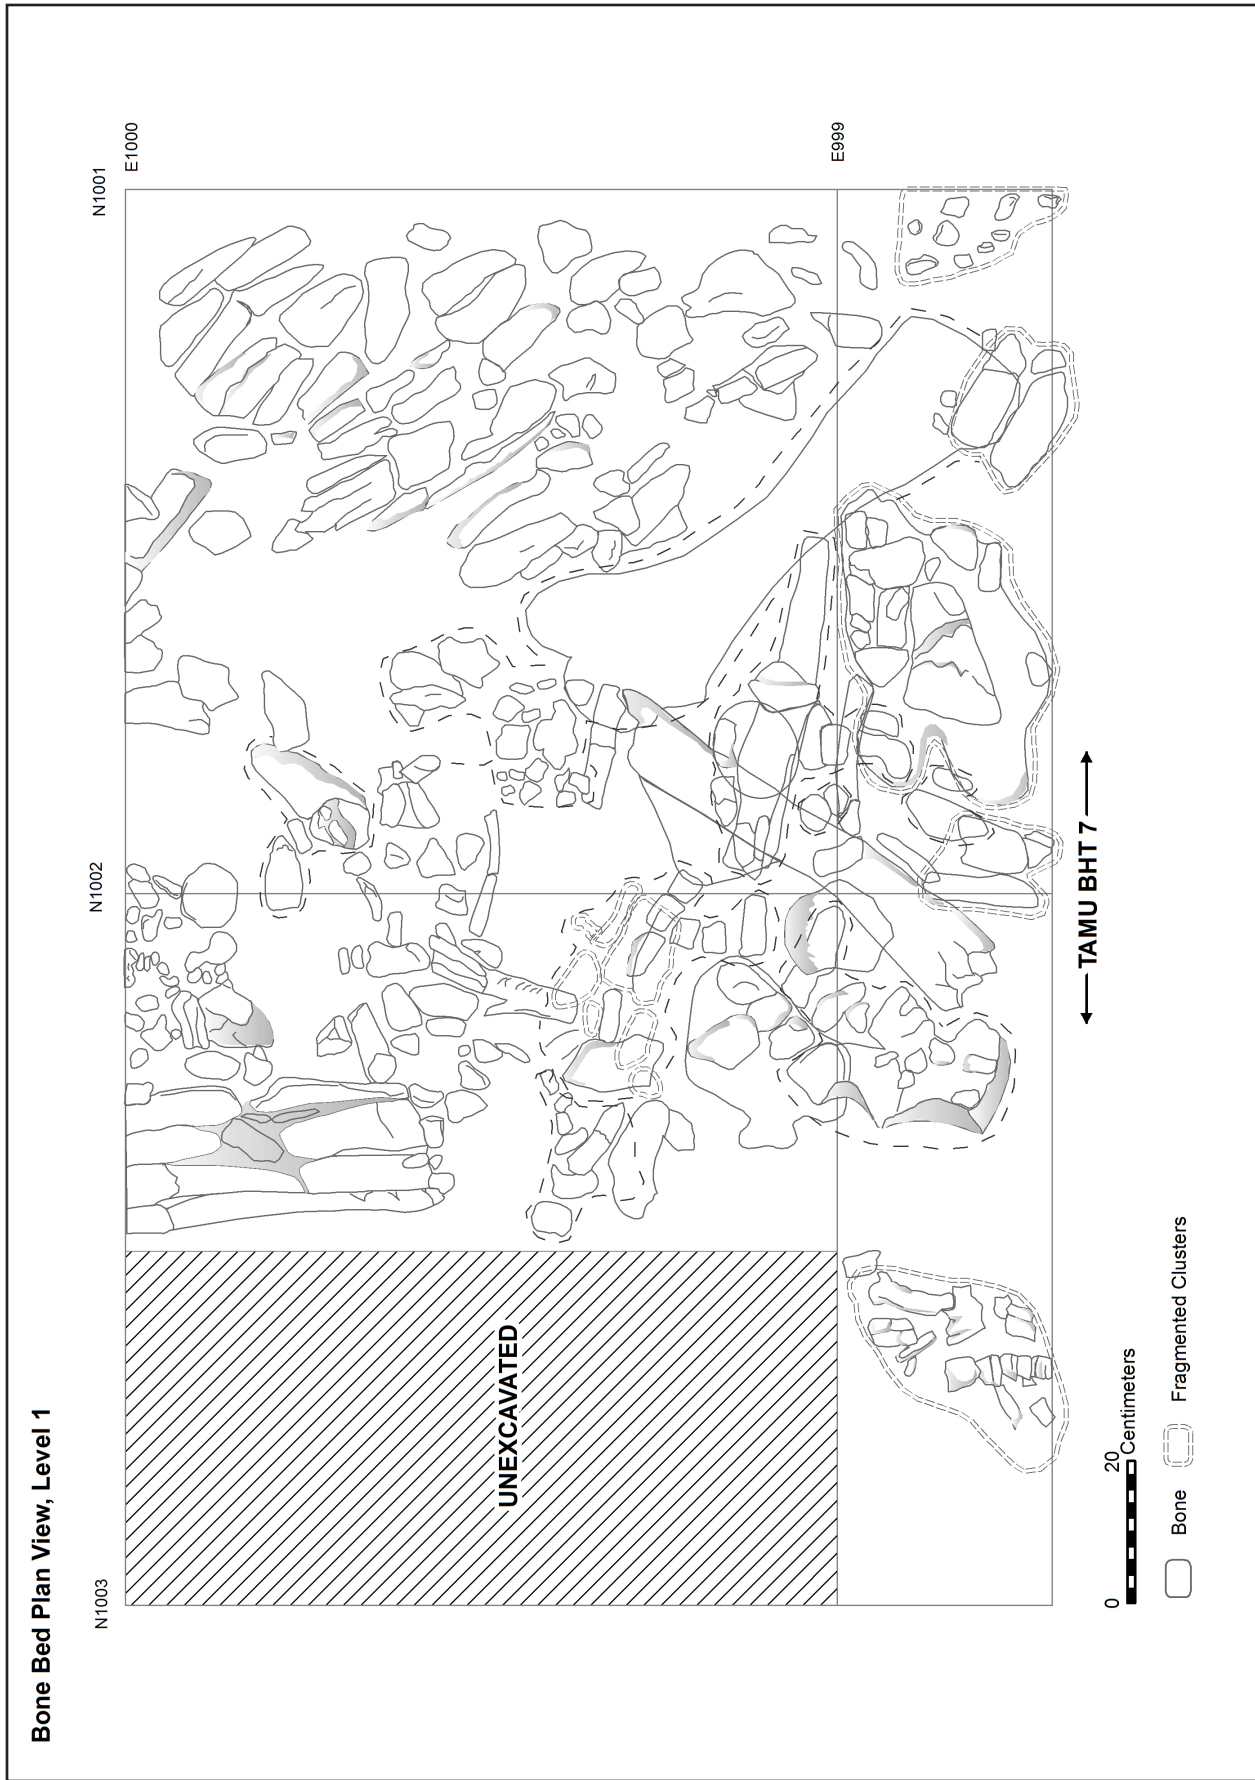 Bone Bed Plan View, Level 1
N1003
N1002
N1001
E1000
E999
UNEXCAVATED
TAMU BHT 7
0
20
Centimeters
Bone
Fragmented Clusters